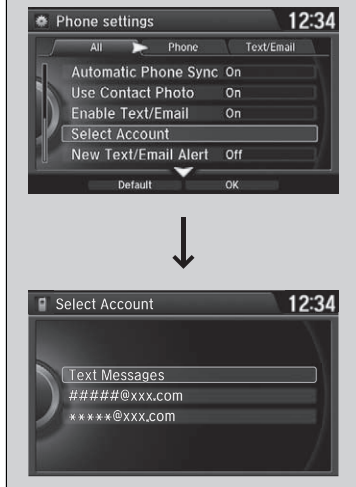 Phone settings 12:34
All Phone Text/Email
Automatic Phone Sync On
Use Contact Photo On
Enable Text/Email On
Select Account
New Text/Email Alert Off
Default OK
Select Account 12:34
Text Messages
#####@xxx.com
*****@xxx.com